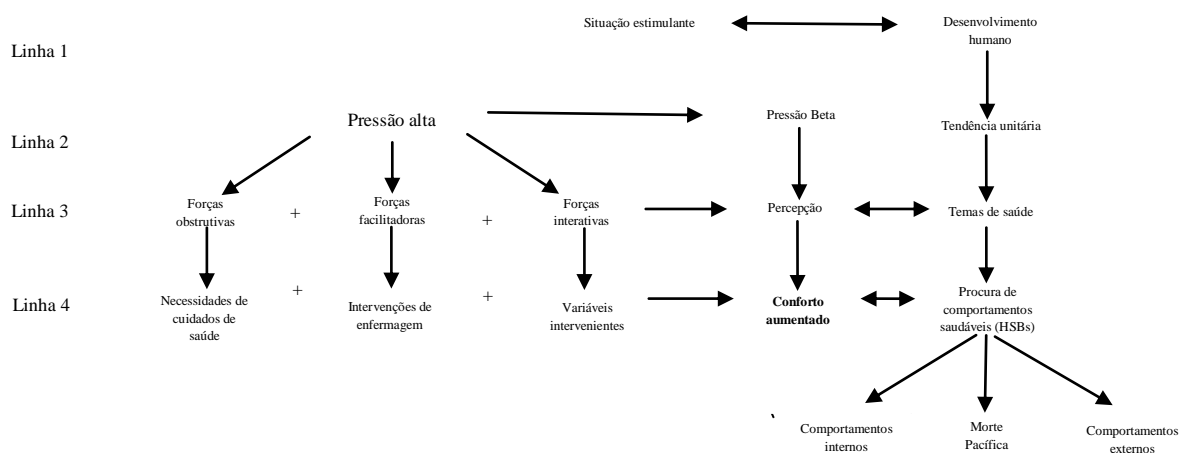 Situação estimulante
Desenvolvimento
humano
Linha 1
Pressão alta
Pressão Beta
Tendência unitária
Linha 2
Forças
obstrutivas
+
Forças
facilitadoras
+
Forças
interativas
Percepção
Temas de saúde
Linha 3
Necessidades de
cuidados de
saúde
+
Intervenções de
enfermagem
+
Variáveis
intervenientes
Conforto
aumentado
Procura de
comportamentos
saudáveis (HSBs)
Linha 4
Comportamentos
internos
Morte
Pacífica
Comportamentos
externos